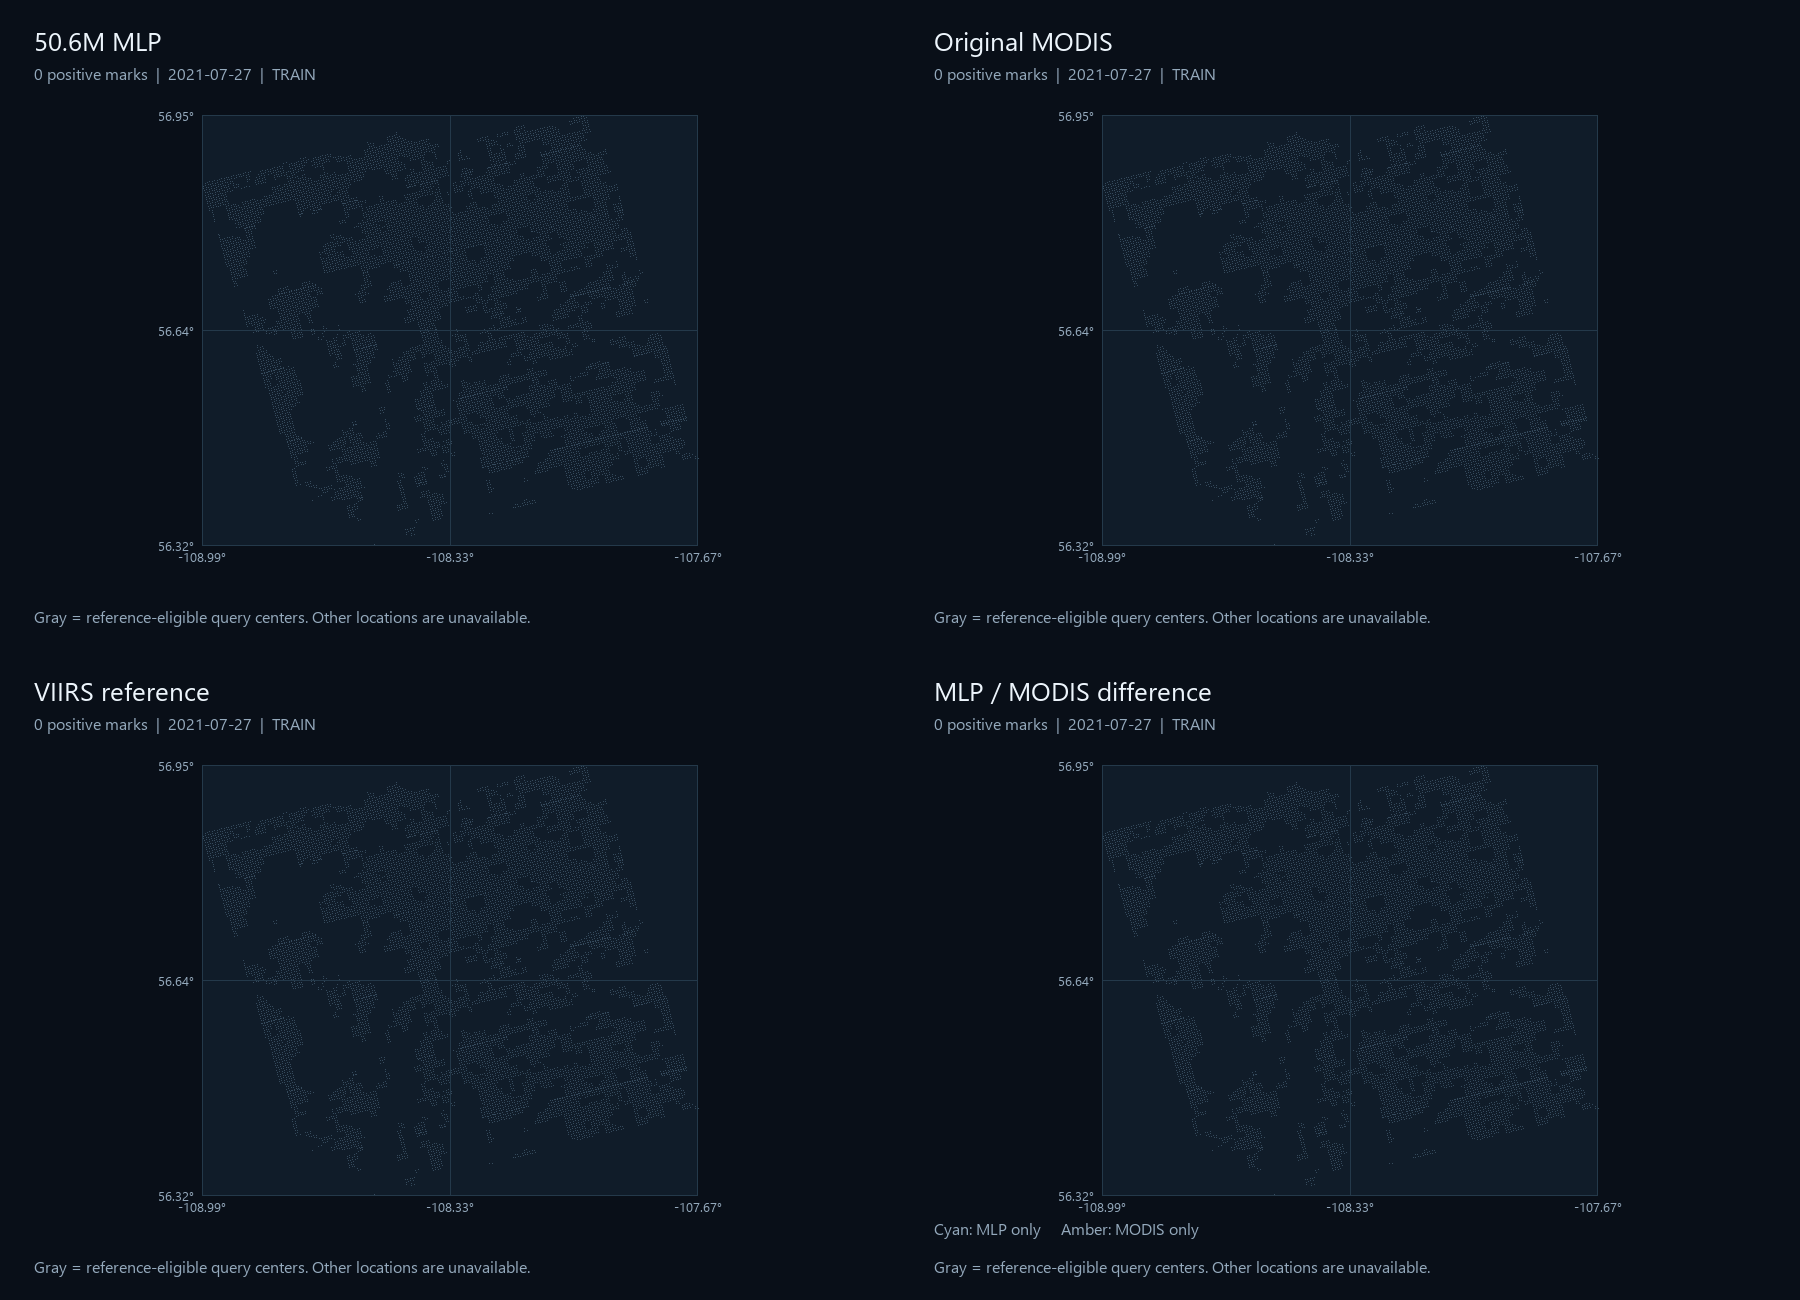 50.6M MLP
0 positive marks | 2021-07-27 | TRAIN
56.95°
56.64°
56.32°
-108.99°
-108.33°
-107.67°
Gray = reference-eligible query centers. Other locations are unavailable.
Original MODIS
0 positive marks | 2021-07-27 | TRAIN
56.95°
56.64°
56.32°
-108.99°
-108.33°
-107.67°
Gray = reference-eligible query centers. Other locations are unavailable.
VIIRS reference
0 positive marks | 2021-07-27 | TRAIN
56.95°
56.64°
56.32°
-108.99°
-108.33°
-107.67°
Gray = reference-eligible query centers. Other locations are unavailable.
MLP / MODIS difference
0 positive marks | 2021-07-27 | TRAIN
56.95°
56.64°
56.32°
-108.99°
-108.33°
-107.67°
Cyan: MLP only Amber: MODIS only
Gray = reference-eligible query centers. Other locations are unavailable.